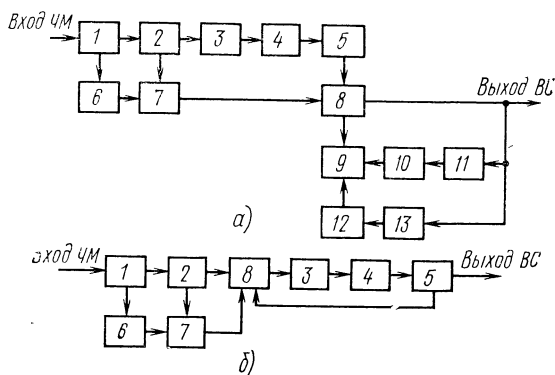 Вход ЧМ
1 2 3 4 5
6 7 8
Выход ВС
9 10 11
12 13
а)
вход ЧМ
1 2 8 3 4 5
Выход ВС
6 7
б)